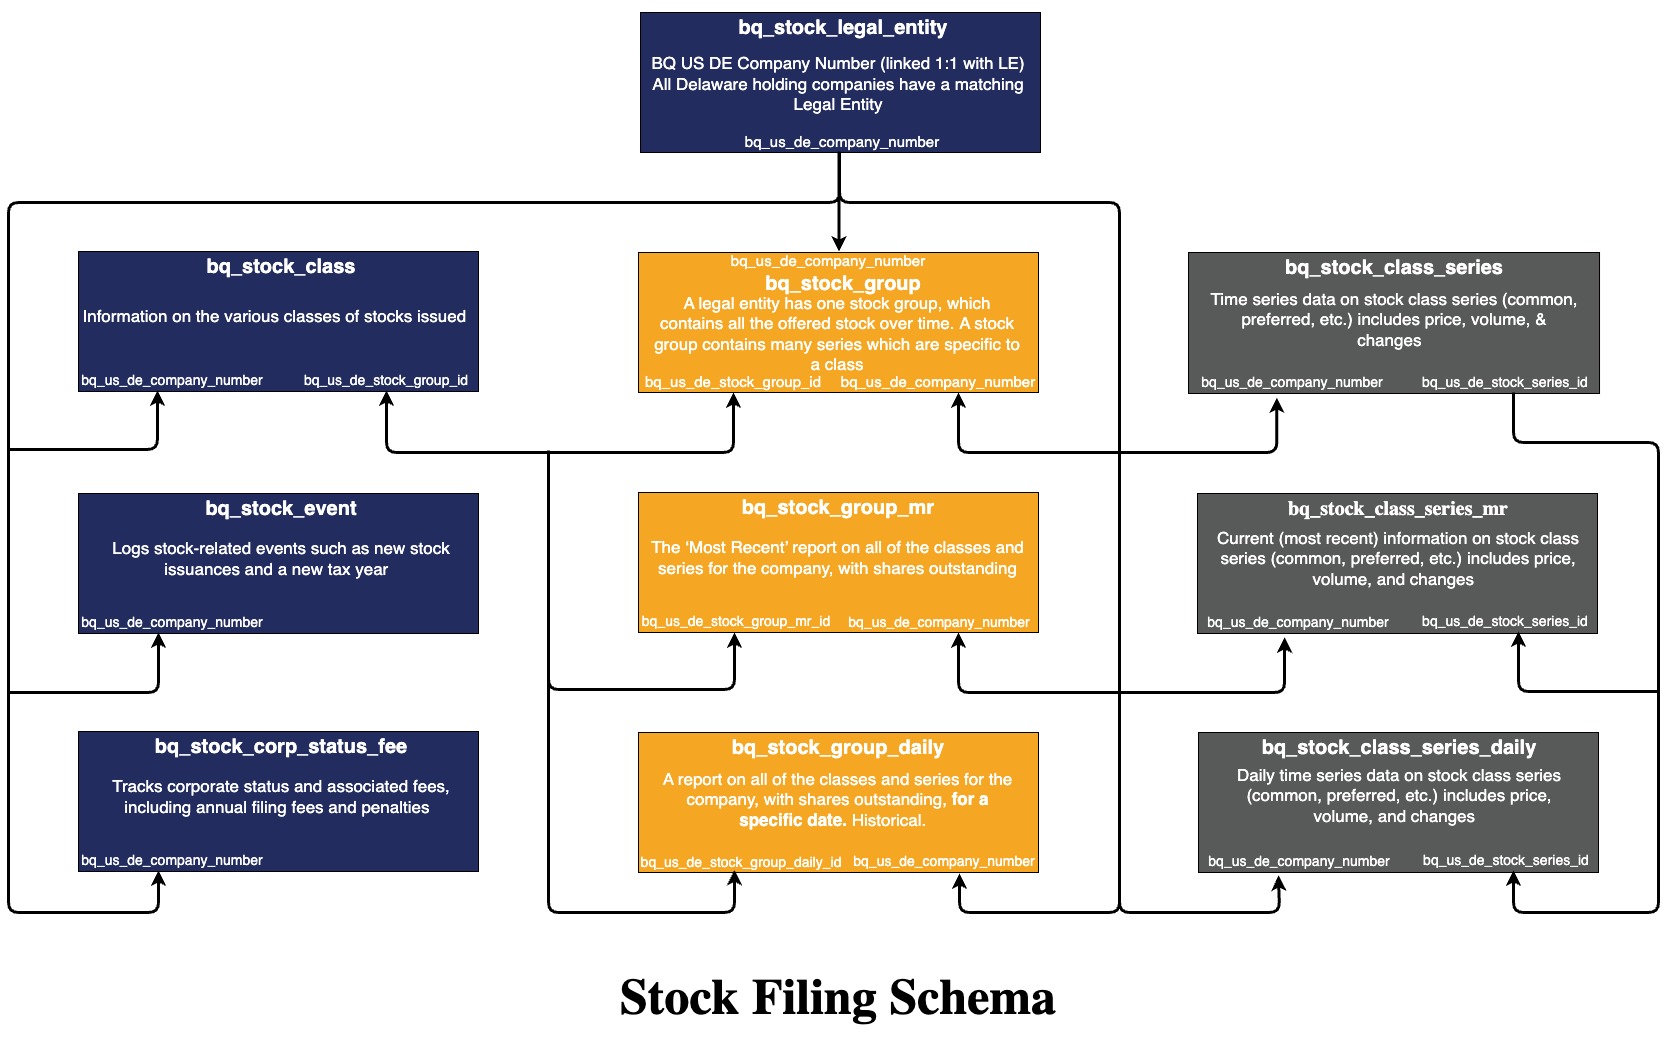 bq_stock_legal_entity
BQ US DE Company Number (linked 1:1 with LE)
All Delaware holding companies have a matching
Legal Entity
bq_us_de_company_number
bq_stock_class
Information on the various classes of stocks issued
bq_us_de_company_number bq_us_de_stock_group_id
bq_us_de_company_number
bq_stock_group
A legal entity has one stock group, which
contains all the offered stock over time. A stock
group contains many series which are specific to
a class
bq_us_de_stock_group_id bq_us_de_company_number
bq_stock_class_series
Time series data on stock class series (common,
preferred, etc.) includes price, volume, &
changes
bq_us_de_company_number bq_us_de_stock_series_id
bq_stock_event
Logs stock-related events such as new stock
issuances and a new tax year
bq_us_de_company_number
bq_stock_group_mr
The ‘Most Recent’ report on all of the classes and
series for the company, with shares outstanding
bq_us_de_stock_group_mr_id bq_us_de_company_number
bq_stock_class_series_mr
Current (most recent) information on stock class
series (common, preferred, etc.) includes price,
volume, and changes
bq_us_de_company_number bq_us_de_stock_series_id
bq_stock_corp_status_fee
Tracks corporate status and associated fees,
including annual filing fees and penalties
bq_us_de_company_number
bq_stock_group_daily
A report on all of the classes and series for the
company, with shares outstanding, for a
specific date. Historical.
bq_us_de_stock_group_daily_id bq_us_de_company_number
bq_stock_class_series_daily
Daily time series data on stock class series
(common, preferred, etc.) includes price,
volume, and changes
bq_us_de_company_number bq_us_de_stock_series_id
Stock Filing Schema